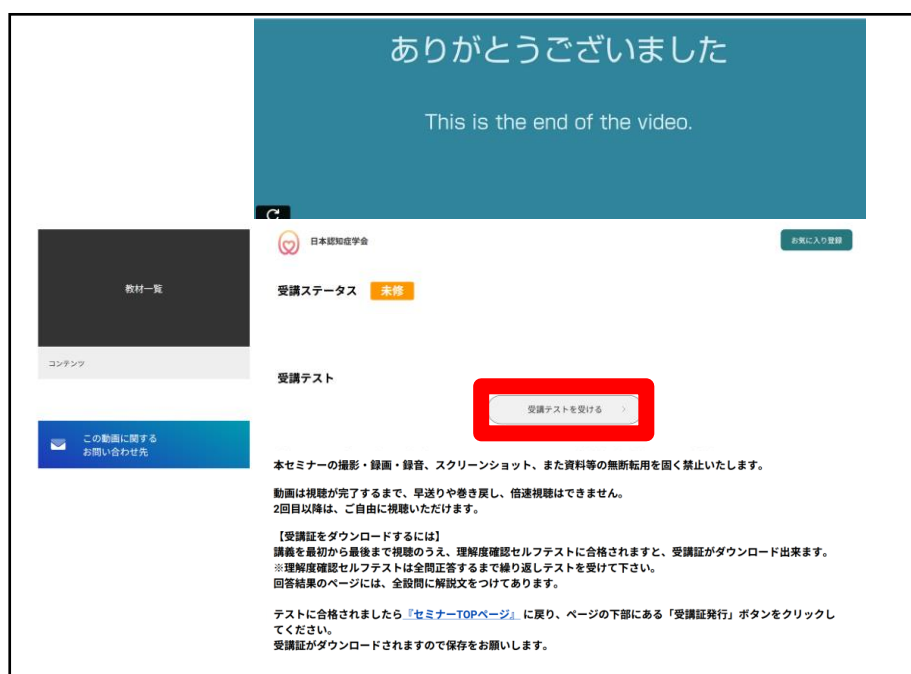 ありがとうございました
This is the end of the video.
日本認知症学会
お気に入り登録
教材一覧
受講ステータス 未修
コンテンツ
受講テスト
受講テストを受ける
この動画に関する
お問い合わせ先
本セミナーの撮影・録画・録音、スクリーンショット、また資料等の無断転用を固く禁止いたします。
動画は視聴が完了するまで、早送りや巻き戻し、倍速視聴はできません。
2回目以降は、ご自由に視聴いただけます。
【受講証をダウンロードするには】
講義を最初から最後まで視聴のうえ、理解度確認セルフテストに合格されますと、受講証がダウンロード出来ます。
※理解度確認セルフテストは全問正答するまで繰り返しテストを受けて下さい。
回答結果のページには、全設問に解説文をつけてあります。
テストに合格されましたら『セミナーTOPページ』 に戻り、ページの下部にある「受講証発行」ボタンをクリックし
てください。
受講証がダウンロードされますので保存をお願いします。